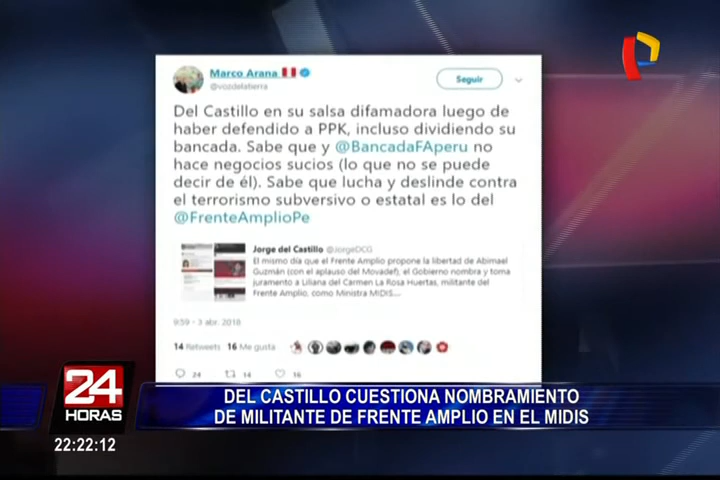 Marco Arana
@vozdelatierra
Seguir
Del Castillo en su salsa difamadora luego de
haber defendido a PPK, incluso dividiendo su
bancada. Sabe que y @BancadaFAperu no
hace negocios sucios (lo que no se puede
decir de él). Sabe que lucha y deslinde contra
el terrorismo subversivo o estatal es lo del
@FrenteAmplioPe
Jorge del Castillo @JorgeDCG
El mismo día que el Frente Amplio propone la libertad de Abimael
Guzmán (con el aplauso del Movadef), el Gobierno nombra y toma
juramento a Liliana del Carmen La Rosa Huertas, militante del
Frente Amplio, como Ministra MIDIS....
9:59 - 3 abr. 2018
14 Retweets 16 Me gusta
24 14 16
24
HORAS
22:22:12
DEL CASTILLO CUESTIONA NOMBRAMIENTO
DE MILITANTE DE FRENTE AMPLIO EN EL MIDIS